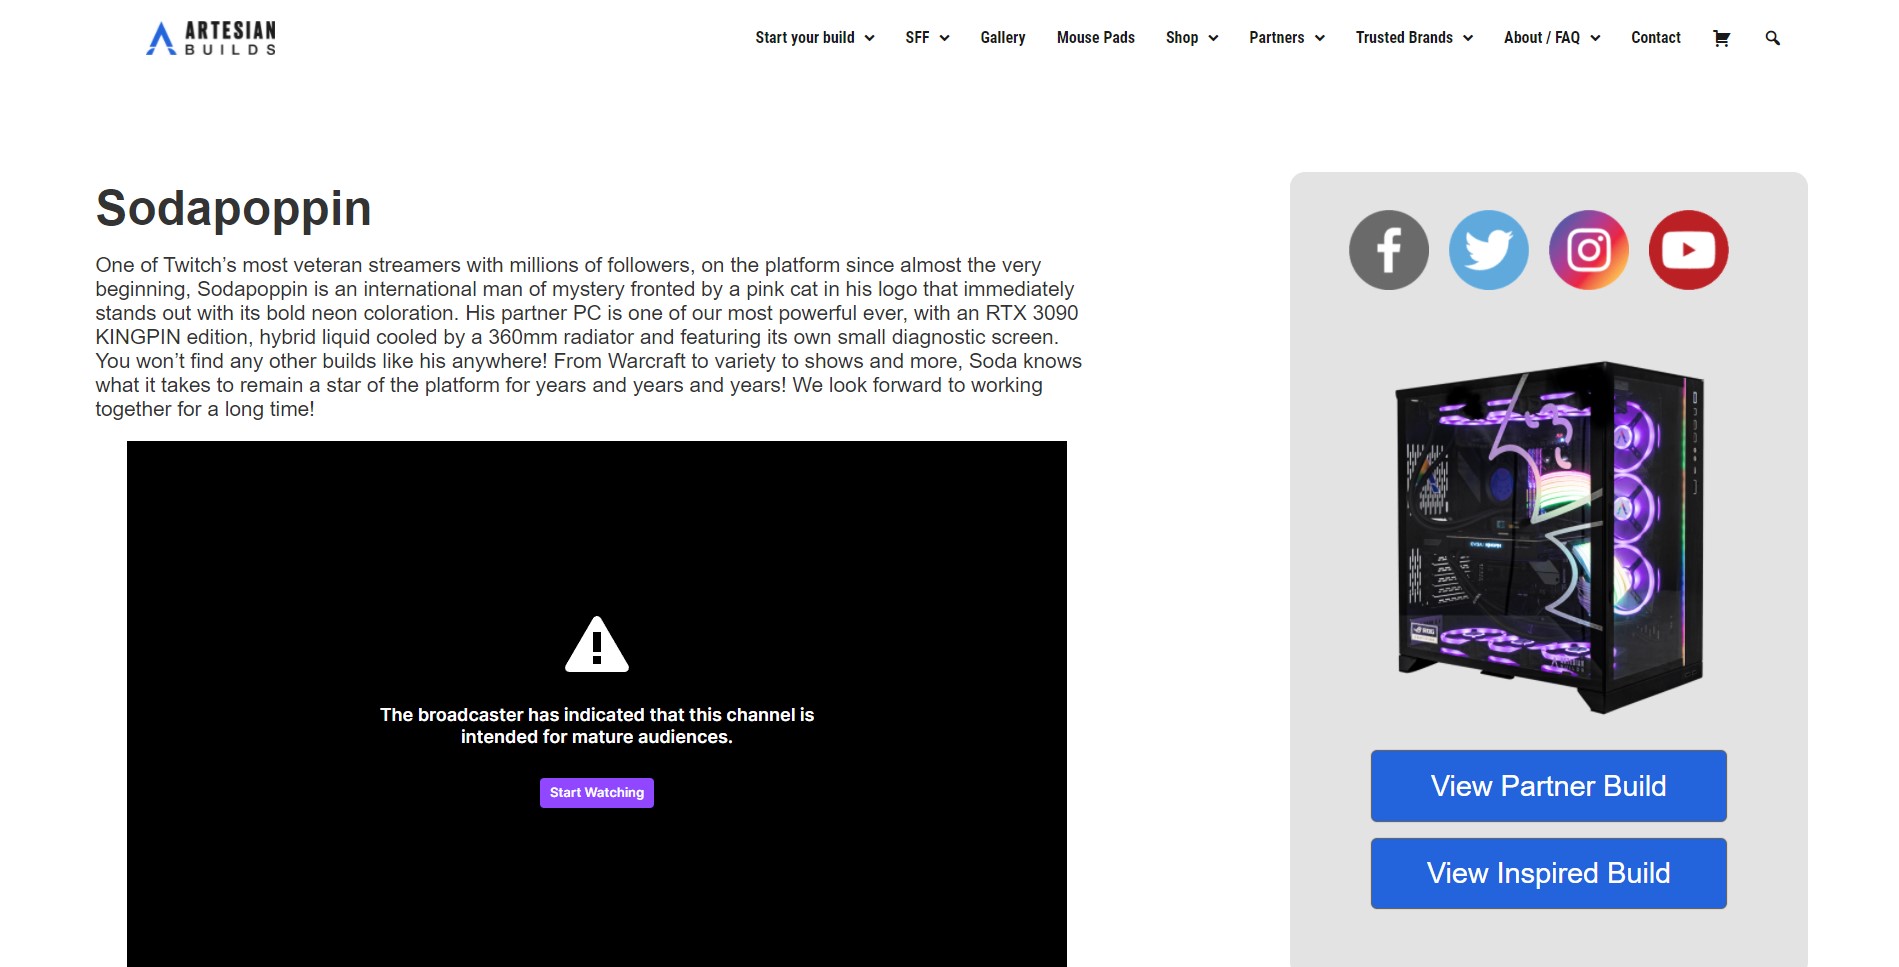 ARTESIAN
BUILDS
Start your build
SFF
Gallery
Mouse Pads
Shop
Partners
Trusted Brands
About / FAQ
Contact
Sodapoppin
One of Twitch’s most veteran streamers with millions of followers, on the platform since almost the very
beginning, Sodapoppin is an international man of mystery fronted by a pink cat in his logo that immediately
stands out with its bold neon coloration. His partner PC is one of our most powerful ever, with an RTX 3090
KINGPIN edition, hybrid liquid cooled by a 360mm radiator and featuring its own small diagnostic screen.
You won’t find any other builds like his anywhere! From Warcraft to variety to shows and more, Soda knows
what it takes to remain a star of the platform for years and years and years! We look forward to working
together for a long time!
The broadcaster has indicated that this channel is
intended for mature audiences.
Start Watching
ARTESIAN
BUILDS
View Partner Build
View Inspired Build